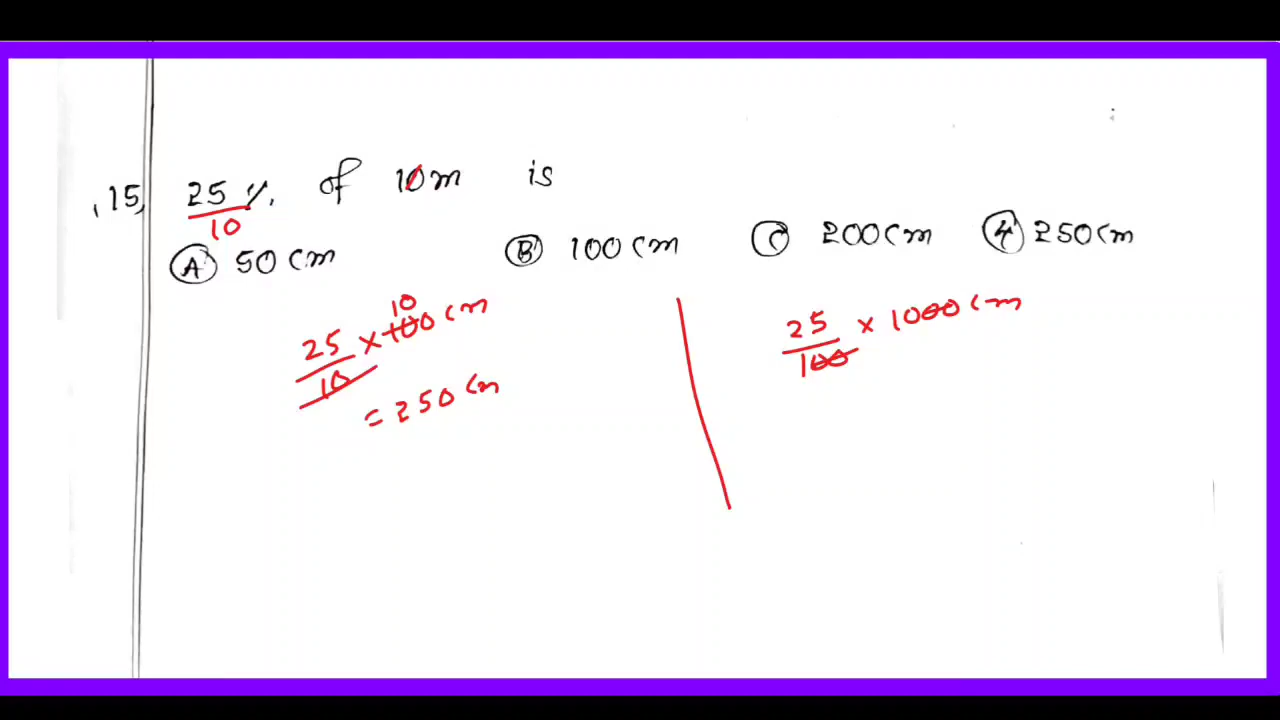 15, 25 % of 10m is
10
A 50 cm B 100 cm C 200 cm 4 250 cm
10
25/10 × 100 cm
= 250 cm
25/100 × 1000 cm